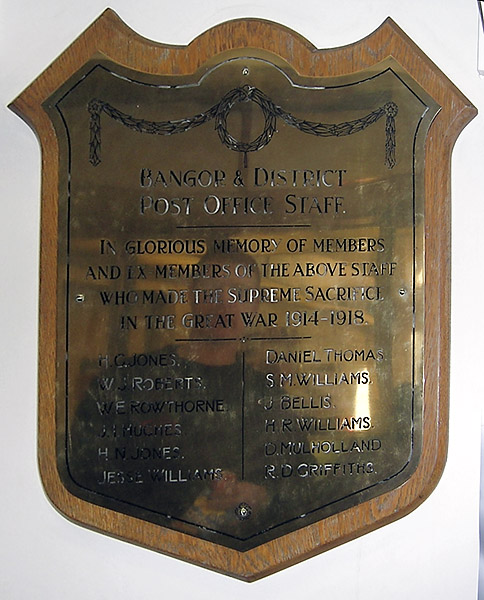 BANGOR & DISTRICT
POST OFFICE STAFF.
IN GLORIOUS MEMORY OF MEMBERS
AND EX MEMBERS OF THE ABOVE STAFF
WHO MADE THE SUPREME SACRIFICE
IN THE GREAT WAR 1914-1918.
H.G. JONES.
W.J. ROBERTS.
W.E. ROWTHORNE.
HUGHES.
H.N. JONES.
JESSE WILLIAMS.
DANIEL THOMAS.
S.M. WILLIAMS.
J. BELLIS.
H.R. WILLIAMS.
D. MULHOLLAND
R.D. GRIFFITHS.